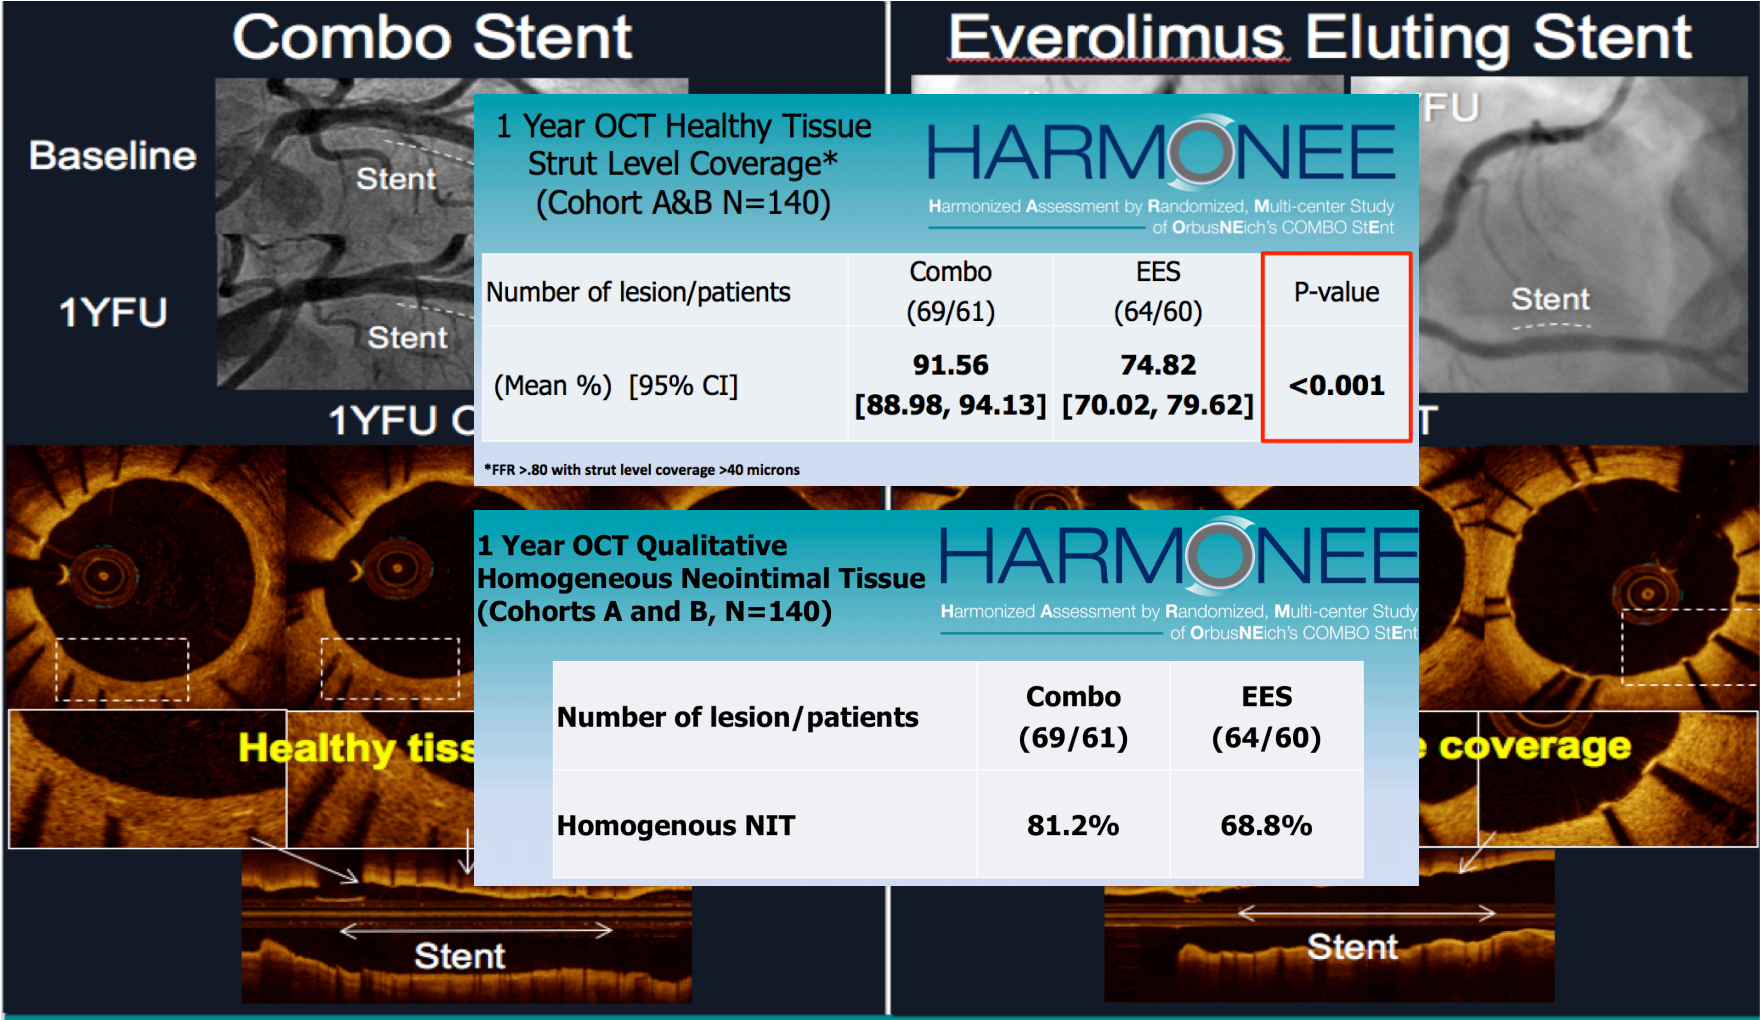 Combo Stent
Everolimus Eluting Stent
Baseline
Stent
1YFU
Stent
1YFU
FU
Stent
1 Year OCT Healthy Tissue
Strut Level Coverage*
(Cohort A&B N=140)
HARMONEE
Harmonized Assessment by Randomized, Multi-center Study
of OrbusNEich's COMBO StEnt
Number of lesion/patients
Combo
(69/61)
EES
(64/60)
P-value
(Mean %) [95% CI]
91.56
[88.98, 94.13]
74.82
[70.02, 79.62]
<0.001
*FFR >.80 with strut level coverage >40 microns
1 Year OCT Qualitative
Homogeneous Neointimal Tissue
(Cohorts A and B, N=140)
HARMONEE
Harmonized Assessment by Randomized, Multi-center Study
of OrbusNEich's COMBO StEnt
Number of lesion/patients
Combo
(69/61)
EES
(64/60)
Homogenous NIT
81.2%
68.8%
Healthy
coverage
Stent
Stent